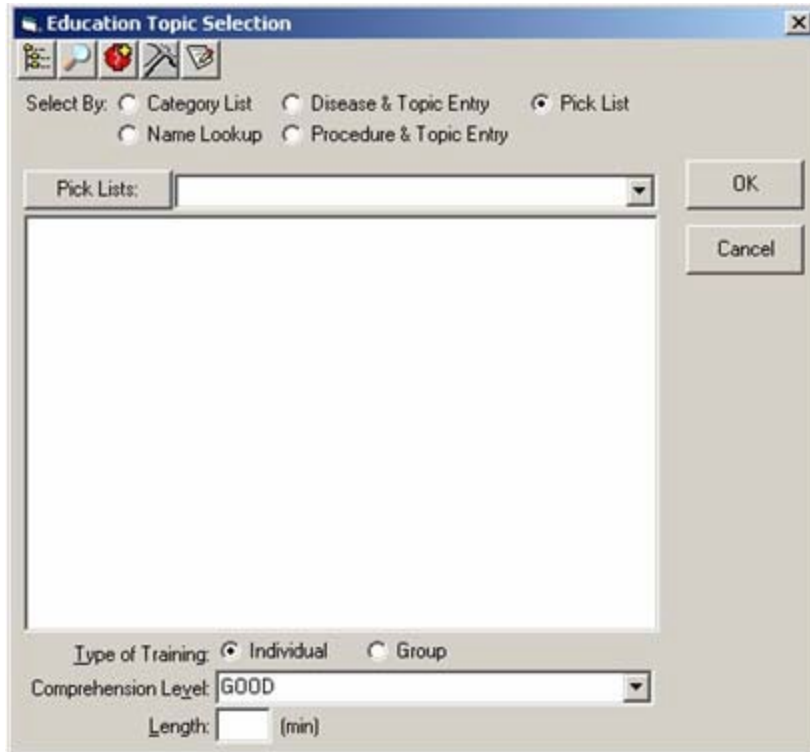 Education Topic Selection
Select By: Category List Disease & Topic Entry Pick List
Name Lookup Procedure & Topic Entry
Pick Lists:
OK
Cancel
Type of Training: Individual Group
Comprehension Level: GOOD
Length: (min)